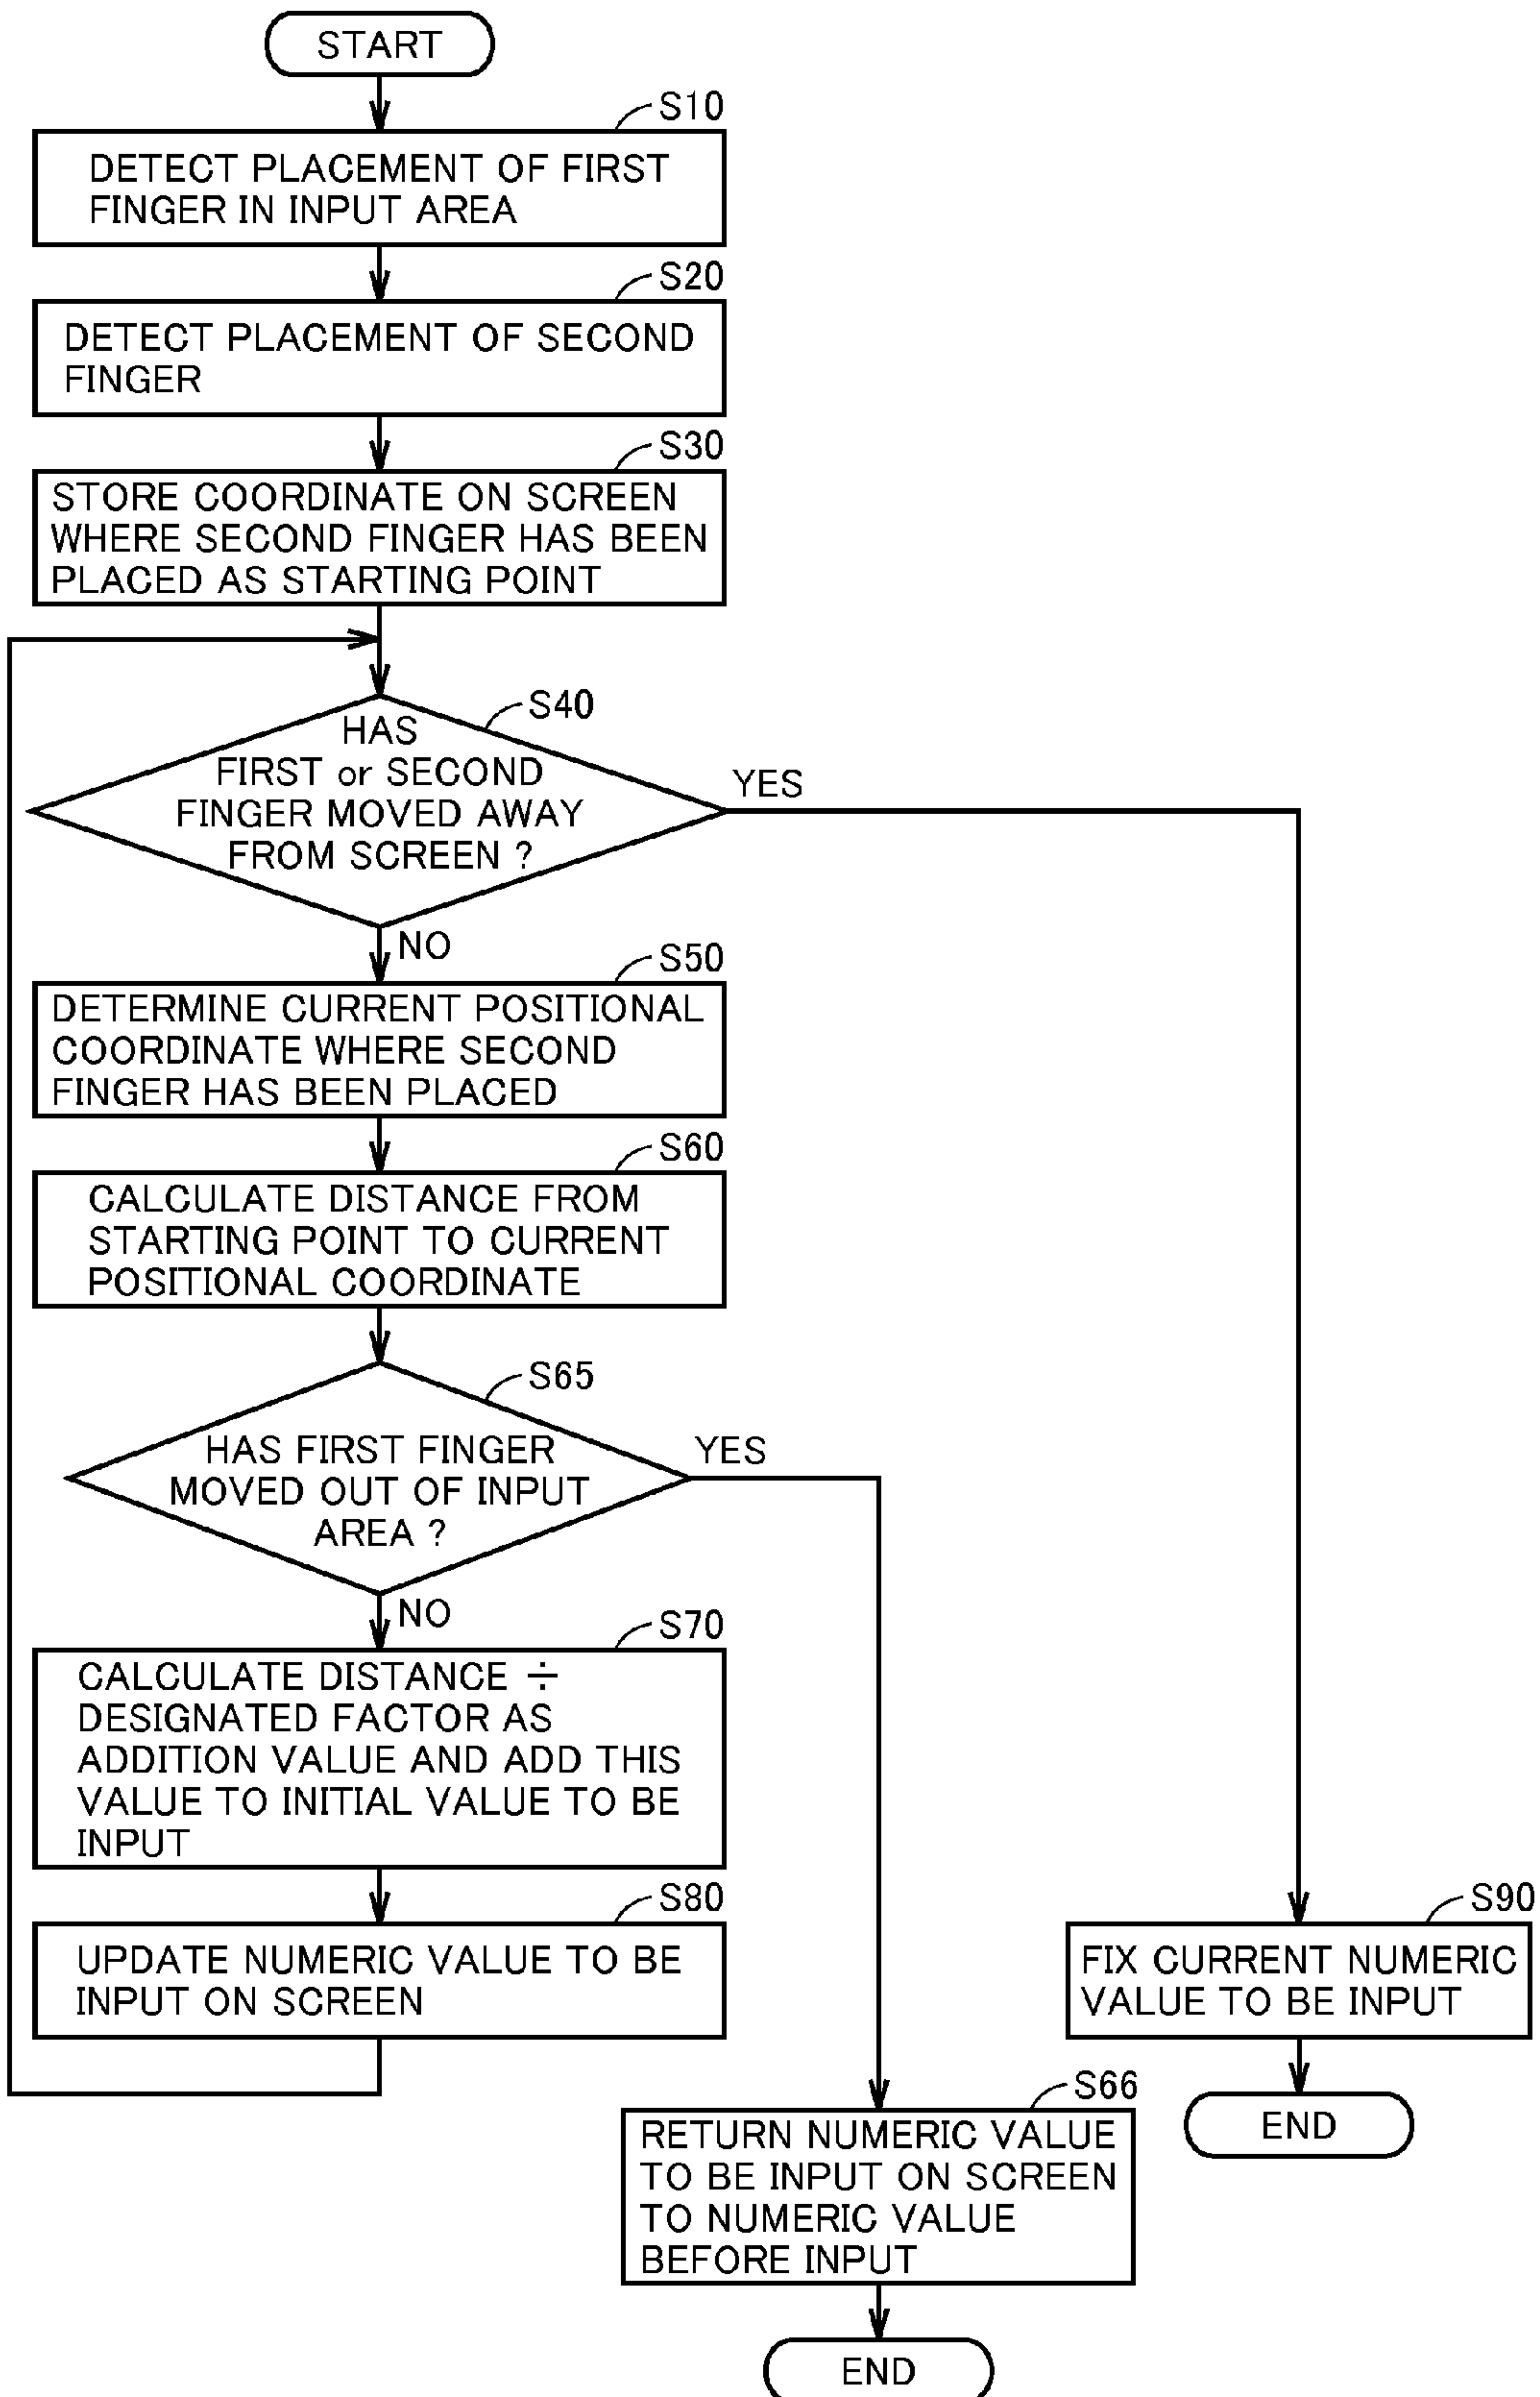 START
S10
DETECT PLACEMENT OF FIRST
FINGER IN INPUT AREA
S20
DETECT PLACEMENT OF SECOND
FINGER
S30
STORE COORDINATE ON SCREEN
WHERE SECOND FINGER HAS BEEN
PLACED AS STARTING POINT
S40
HAS
FIRST or SECOND
FINGER MOVED AWAY
FROM SCREEN ?
YES
NO
S50
DETERMINE CURRENT POSITIONAL
COORDINATE WHERE SECOND
FINGER HAS BEEN PLACED
S60
CALCULATE DISTANCE FROM
STARTING POINT TO CURRENT
POSITIONAL COORDINATE
S65
HAS FIRST FINGER
MOVED OUT OF INPUT
AREA ?
YES
NO
S70
CALCULATE DISTANCE ÷
DESIGNATED FACTOR AS
ADDITION VALUE AND ADD THIS
VALUE TO INITIAL VALUE TO BE
INPUT
S80
UPDATE NUMERIC VALUE TO BE
INPUT ON SCREEN
S90
FIX CURRENT NUMERIC
VALUE TO BE INPUT
END
S66
RETURN NUMERIC VALUE
TO BE INPUT ON SCREEN
TO NUMERIC VALUE
BEFORE INPUT
END